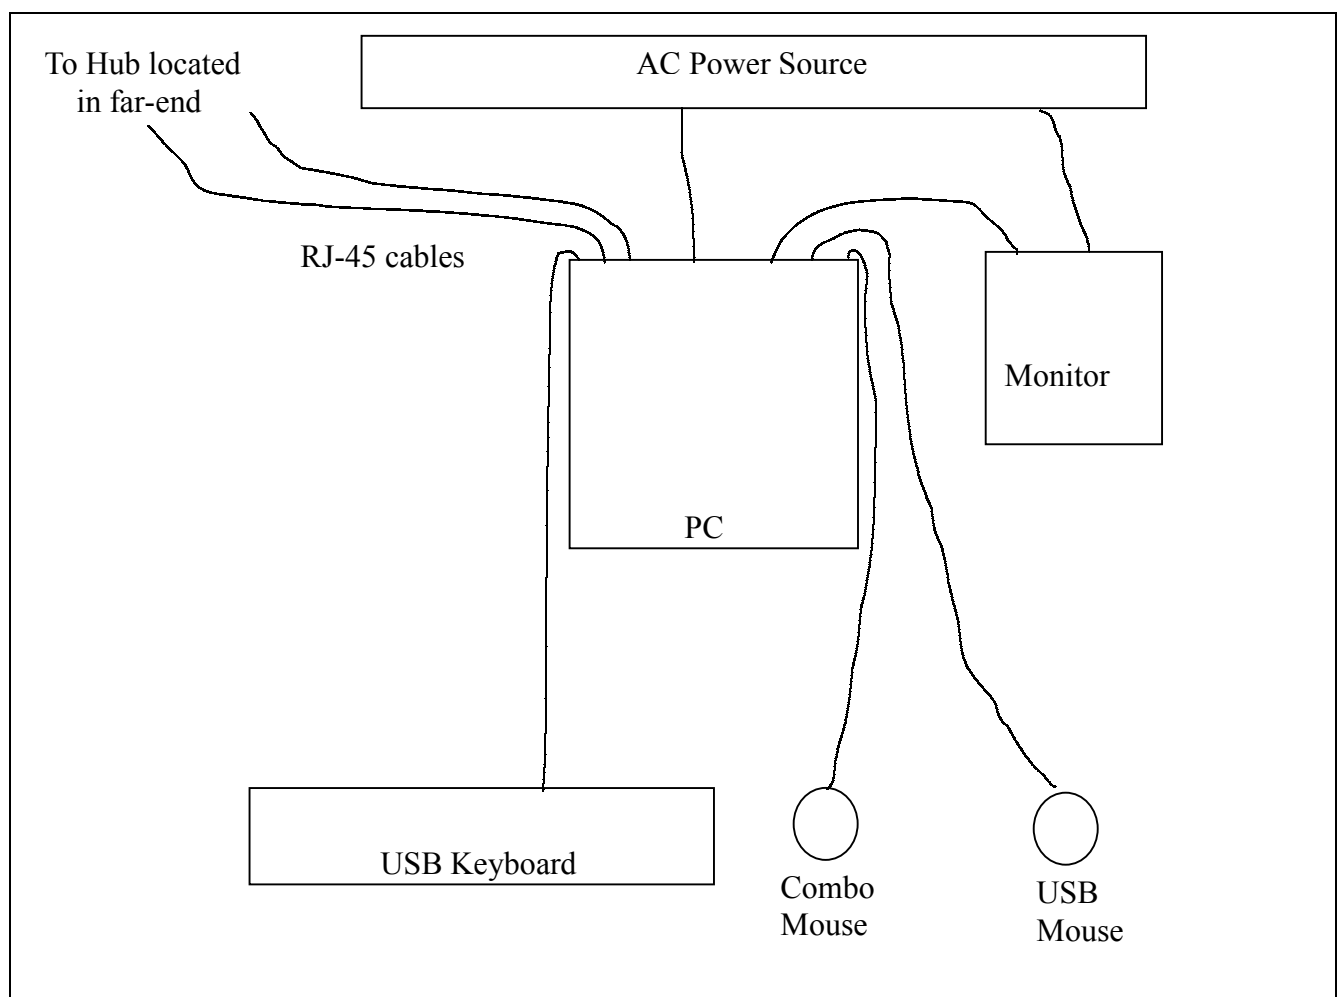 To Hub located
in far-end
AC Power Source
RJ-45 cables
Monitor
PC
USB Keyboard
Combo
Mouse
USB
Mouse